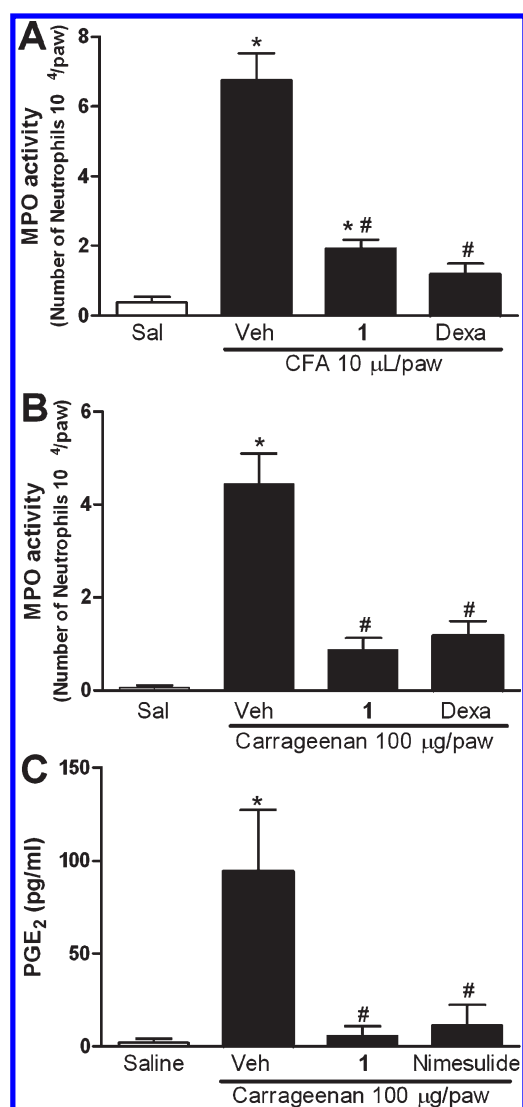 A
MPO activity
(Number of Neutrophils 10 ⁴/paw)
8
6
4
2
0
*
* #
#
Sal Veh 1 Dexa
CFA 10 μL/paw
B
MPO activity
(Number of Neutrophils 10 ⁴/paw)
6
4
2
0
*
#
#
Sal Veh 1 Dexa
Carrageenan 100 μg/paw
C
PGE₂ (pg/ml)
150
100
50
0
*
#
#
Saline Veh 1 Nimesulide
Carrageenan 100 μg/paw